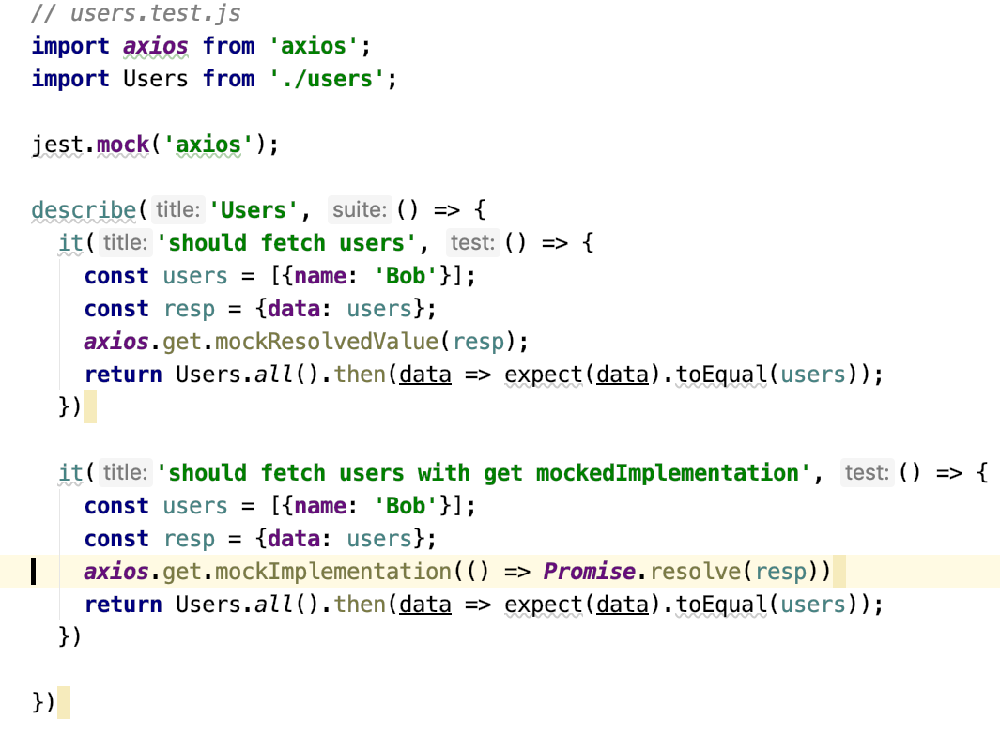 // users.test.js
import axios from 'axios';
import Users from './users';

jest.mock('axios');

describe( title: 'Users', suite: () => {
  it( title: 'should fetch users', test: () => {
    const users = [{name: 'Bob'}];
    const resp = {data: users};
    axios.get.mockResolvedValue(resp);
    return Users.all().then(data => expect(data).toEqual(users));
  })

  it( title: 'should fetch users with get mockedImplementation', test: () => {
    const users = [{name: 'Bob'}];
    const resp = {data: users};
    axios.get.mockImplementation(() => Promise.resolve(resp))
    return Users.all().then(data => expect(data).toEqual(users));
  })

})